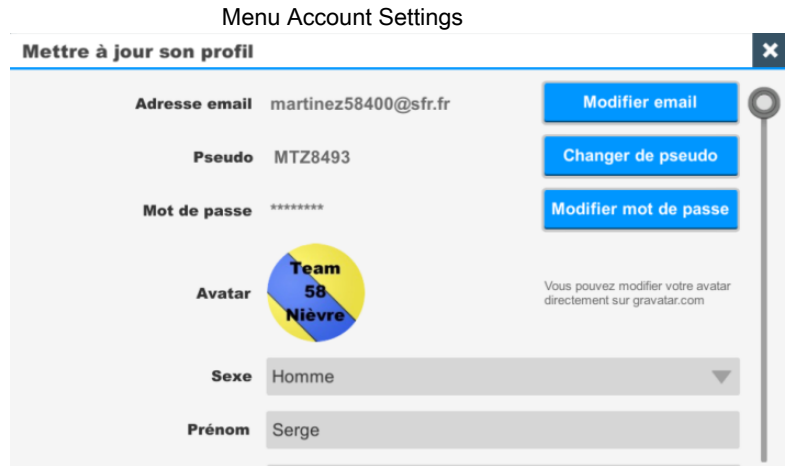 Menu Account Settings
Mettre à jour son profil
Adresse email martinez58400@sfr.fr Modifier email
Pseudo MTZ8493 Changer de pseudo
Mot de passe ******** Modifier mot de passe
Avatar
Team
58
Nièvre
Vous pouvez modifier votre avatar
directement sur gravatar.com
Sexe Homme
Prénom Serge